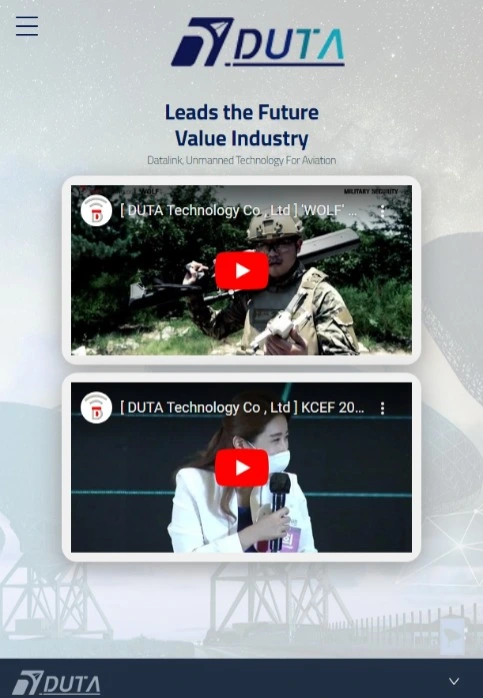 DUTA
Leads the Future
Value Industry
Datalink, Unmanned Technology For Aviation
WOLF
MILITARY SECURITY
[ DUTA Technology Co , Ltd ] 'WOLF' ...
[ DUTA Technology Co , Ltd ] KCEF 20...
DUTA